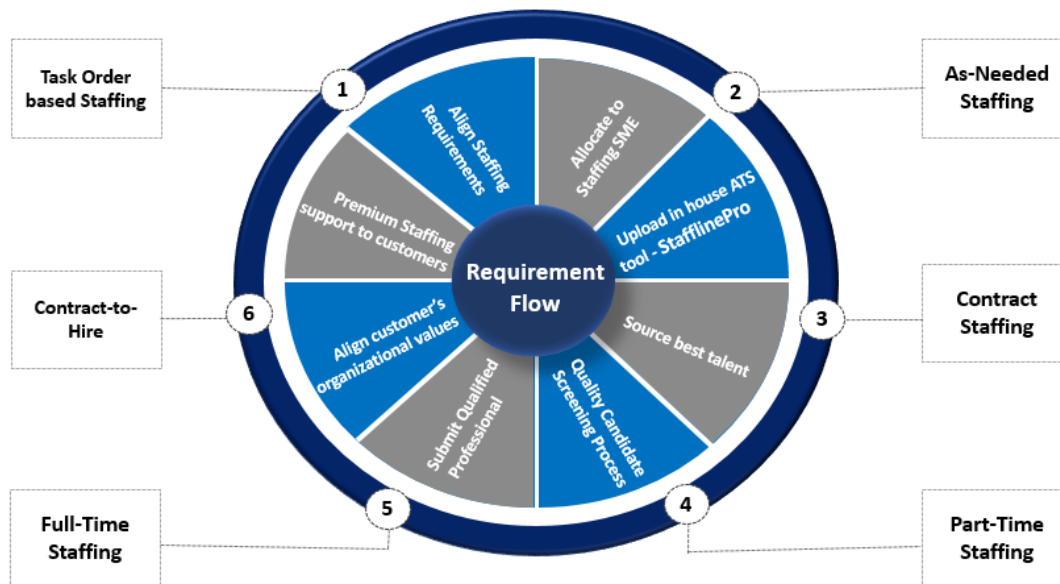 Task Order
based Staffing
1
2
As-Needed
Staffing
Align Staffing
Requirements
Allocate to
Staffing SME
Upload in house ATS
tool - StafflinePro
Source best talent
Quality Candidate
Screening Process
Submit Qualified
Professional
Align customer's
organizational values
Premium Staffing
support to customers
Requirement
Flow
Contract-to-
Hire
6
3
Contract
Staffing
Full-Time
Staffing
5
4
Part-Time
Staffing